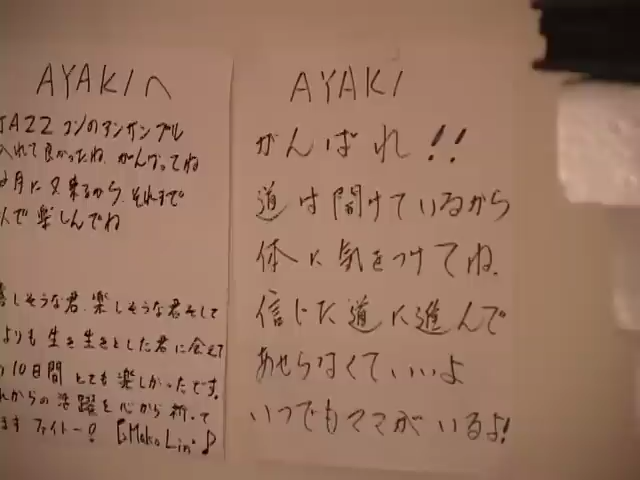 AYAKIへ
JAZZ コンのアンサンブル
入れて良かったね。がんばってね
月に又来るから、それまで
んで楽しんでね
しそうな君、楽しそうな君そして
よりも生き生きとした君に会えて
10日間 とても楽しかったです。
れからの活躍を心から祈って
ます ファイトー! Mako Lin ♪
AYAKI
がんばれ!!
道は開けているから
体に気をつけてね、
信じた道に進んで
あせらなくていいよ
いつでもママがいるよ!